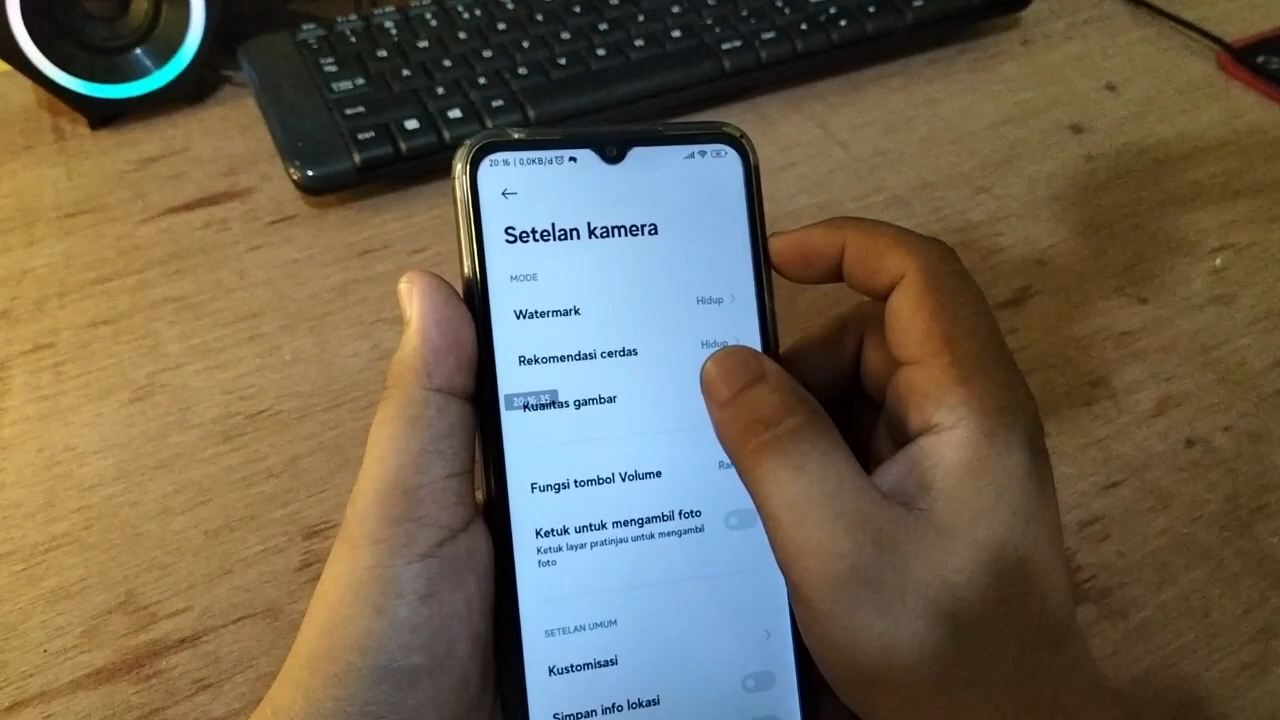 20:16 | 0,0KB/d
Setelan kamera
MODE
Watermark
Hidup
Rekomendasi cerdas
Hidup
20:16:35
Kualitas gambar
Fungsi tombol Volume
Ketuk untuk mengambil foto
Ketuk layar pratinjau untuk mengambil
foto
SETELAN UMUM
Kustomisasi
Simpan info lokasi